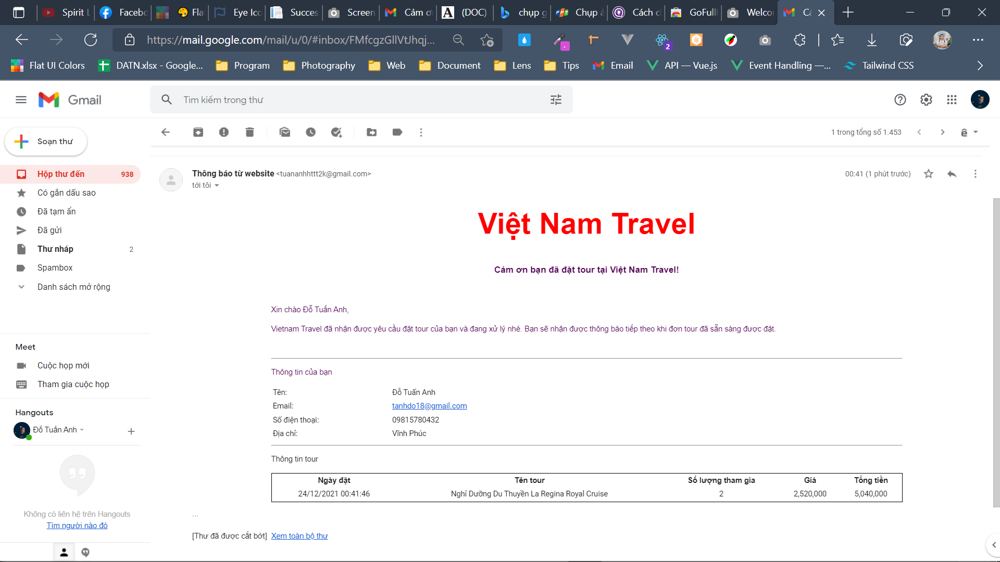 Spirit L
Facebo
Fla
Eye Ico
Succes
Screen
Cảm ơ
(DOC)
chụp g
Chụp ả
Cách c
GoFull
Welco
https://mail.google.com/mail/u/0/#inbox/FMfcgzGllVtJhqj...
2
Flat UI Colors
DATN.xlsx - Google...
Program
Photography
Web
Document
Lens
Tips
Email
API — Vue.js
Event Handling —...
Tailwind CSS
Gmail
Tìm kiếm trong thư
Soạn thư
1 trong tổng số 1.453
Hộp thư đến 938
Có gắn dấu sao
Đã tạm ẩn
Đã gửi
Thư nháp 2
Spambox
Danh sách mở rộng
Meet
Cuộc họp mới
Tham gia cuộc họp
Hangouts
Đỗ Tuấn Anh
Không có liên hệ trên Hangouts
Tìm người nào đó
Thông báo từ website <tuananhhttt2k@gmail.com>
00:41 (1 phút trước)
tới tôi
Việt Nam Travel
Cám ơn bạn đã đặt tour tại Việt Nam Travel!
Xin chào Đỗ Tuấn Anh,
Vietnam Travel đã nhận được yêu cầu đặt tour của bạn và đang xử lý nhé. Bạn sẽ nhận được thông báo tiếp theo khi đơn tour đã sẵn sàng được đặt.
Thông tin của bạn
Tên: Đỗ Tuấn Anh
Email: tanhdo18@gmail.com
Số điện thoại: 09815780432
Địa chỉ: Vĩnh Phúc
Thông tin tour
Ngày đặt Tên tour Số lượng tham gia Giá Tổng tiền
24/12/2021 00:41:46 Nghỉ Dưỡng Du Thuyền La Regina Royal Cruise 2 2,520,000 5,040,000
...
[Thư đã được cắt bớt] Xem toàn bộ thư